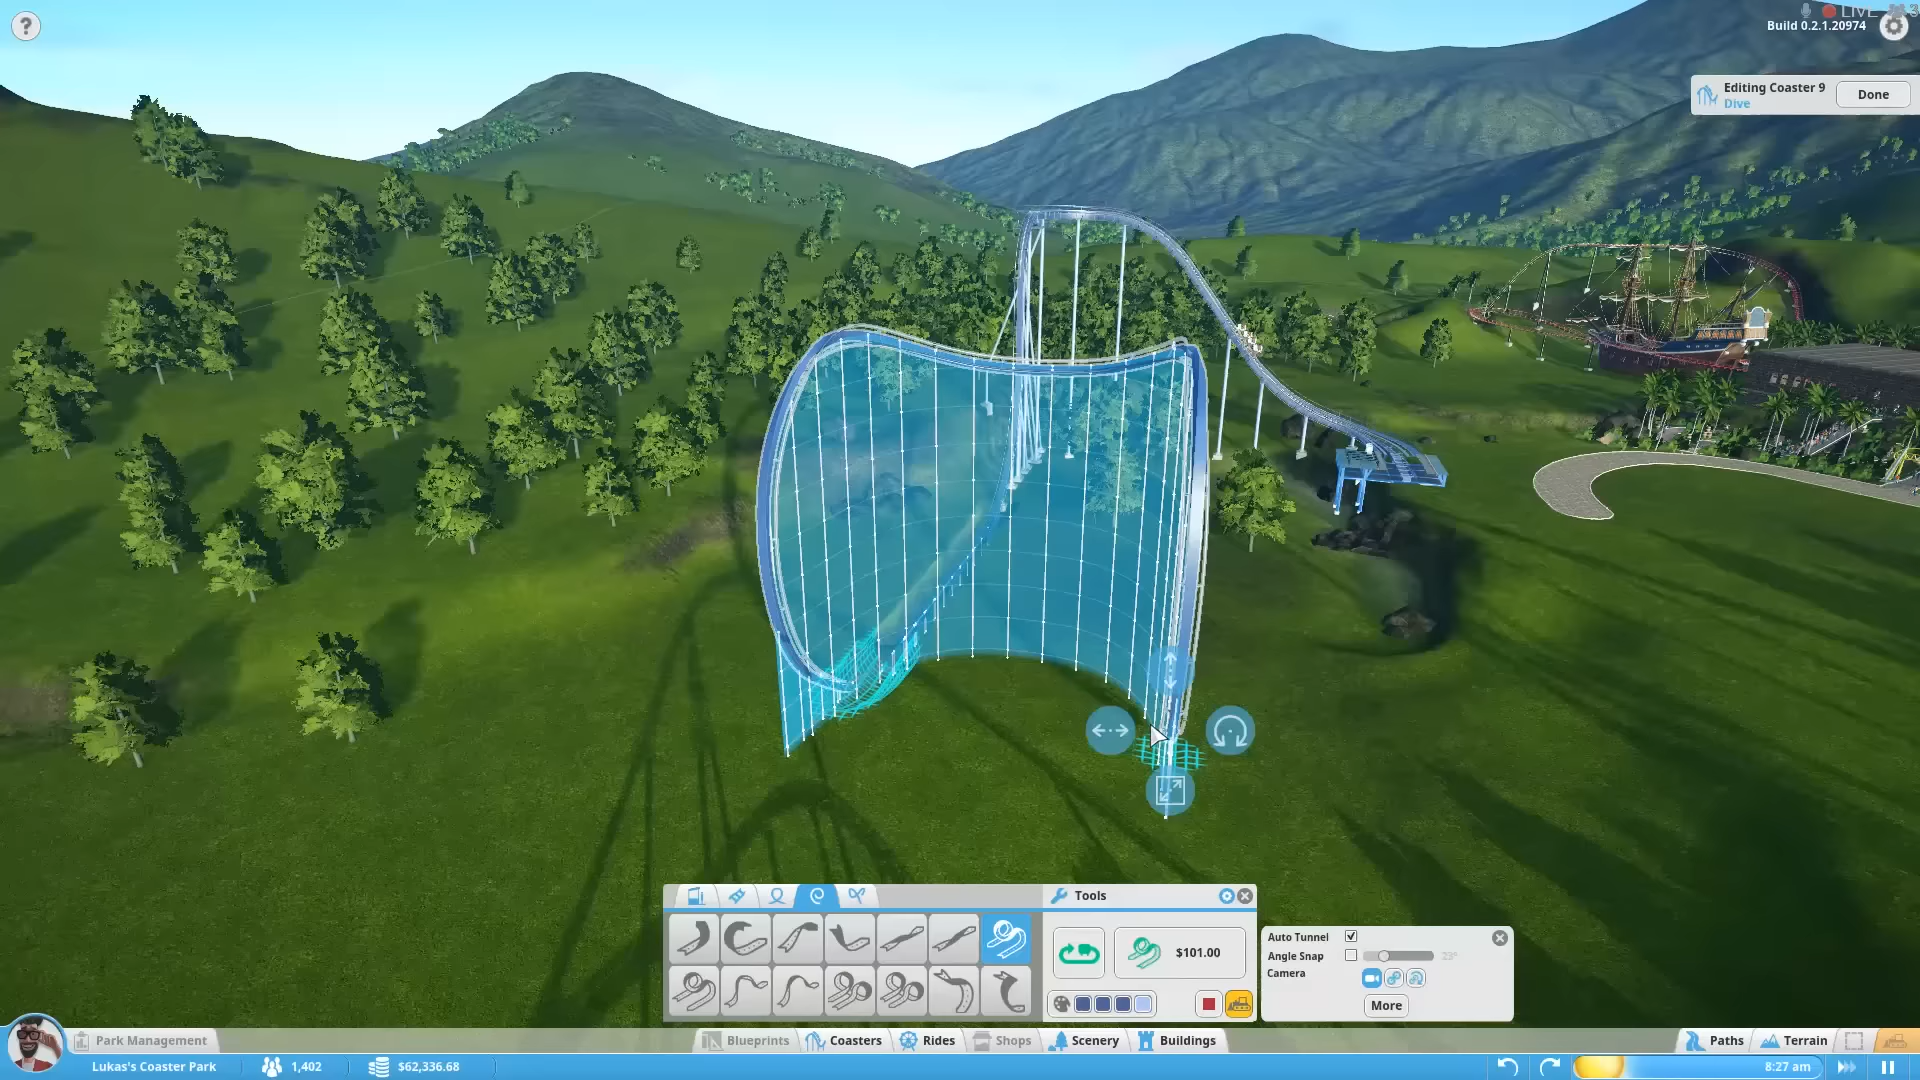 ?
LIVE
Build 0.2.1.20974
Editing Coaster 9
Done
Dive
Tools
$101.00
Auto Tunnel
Angle Snap
23°
Camera
More
Park Management
Blueprints
Coasters
Rides
Shops
Scenery
Buildings
Paths
Terrain
Lukas's Coaster Park
1,402
$62,336.68
8:27 am